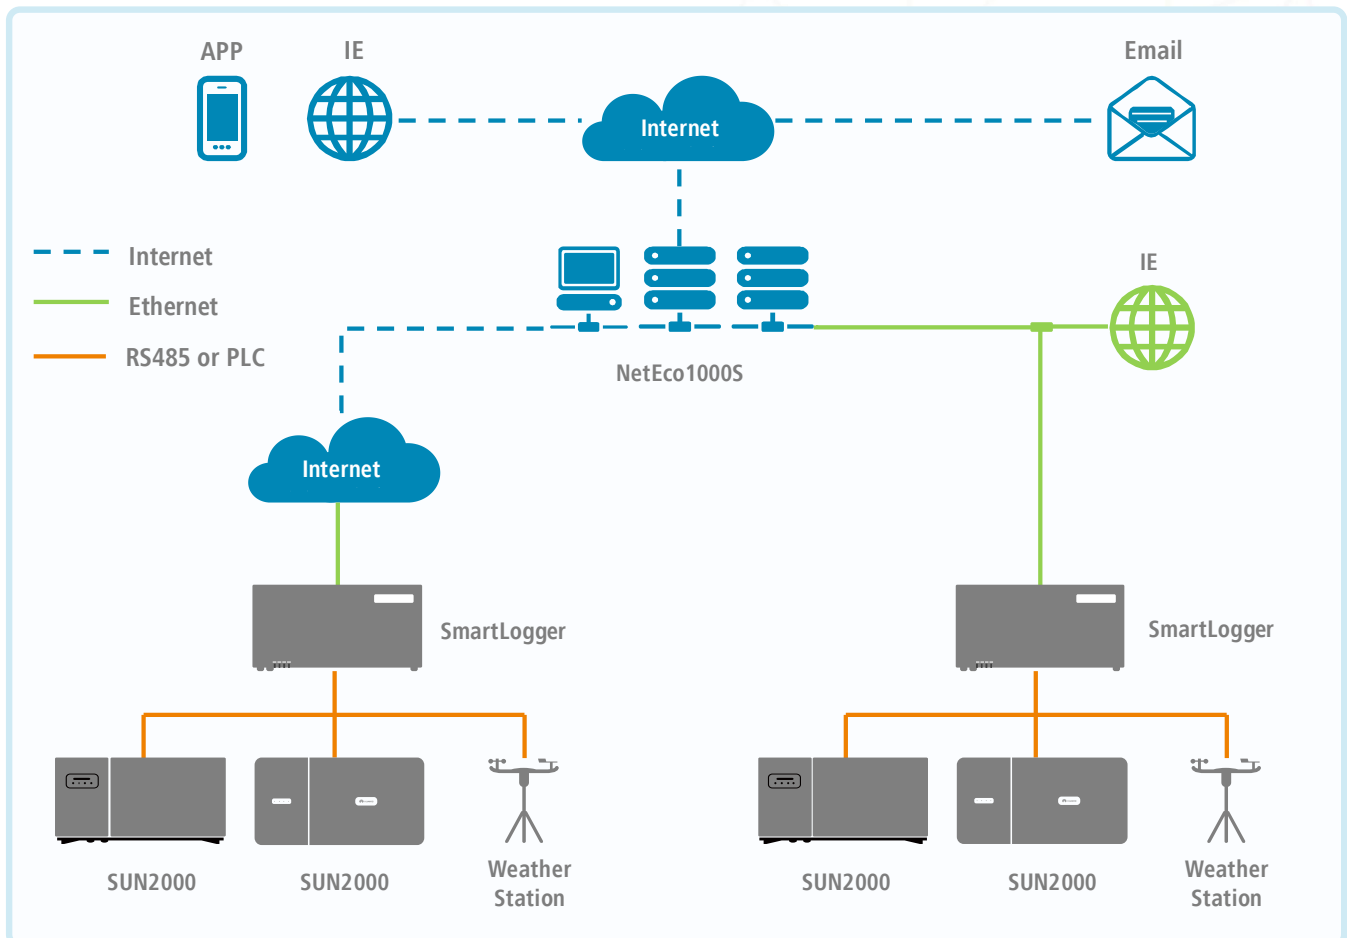 APP
IE
Email
Internet
Internet
Ethernet
RS485 or PLC
IE
NetEco1000S
Internet
SmartLogger
SmartLogger
SUN2000
SUN2000
Weather
Station
SUN2000
SUN2000
Weather
Station